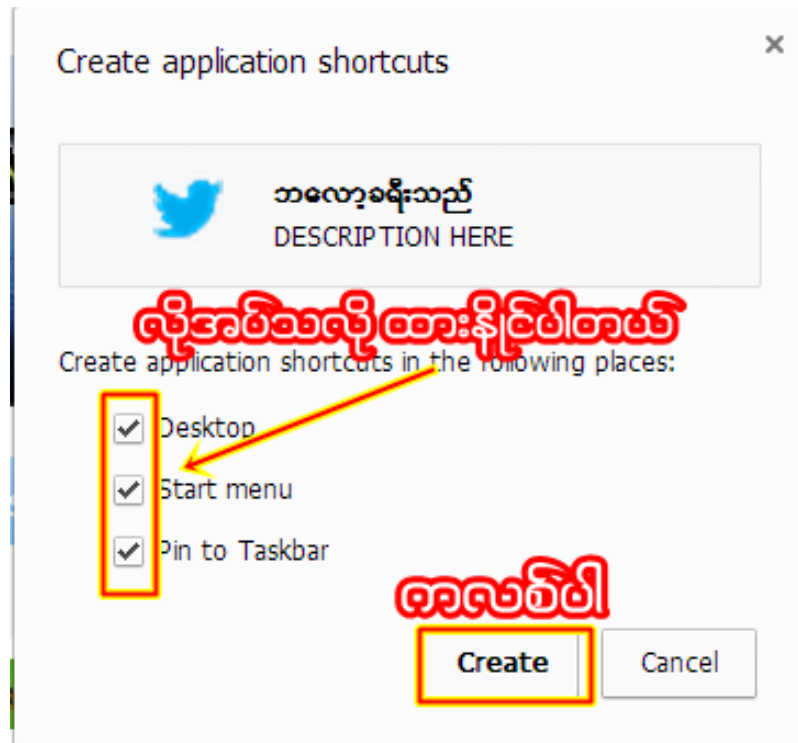 Create application shortcuts
ဘလော့ခရီးသည်
DESCRIPTION HERE
လိုအပ်သလို ထားနိုင်ပါတယ်
Create application shortcuts in the following places:
Desktop
Start menu
Pin to Taskbar
ကလစ်ပါ
Create
Cancel